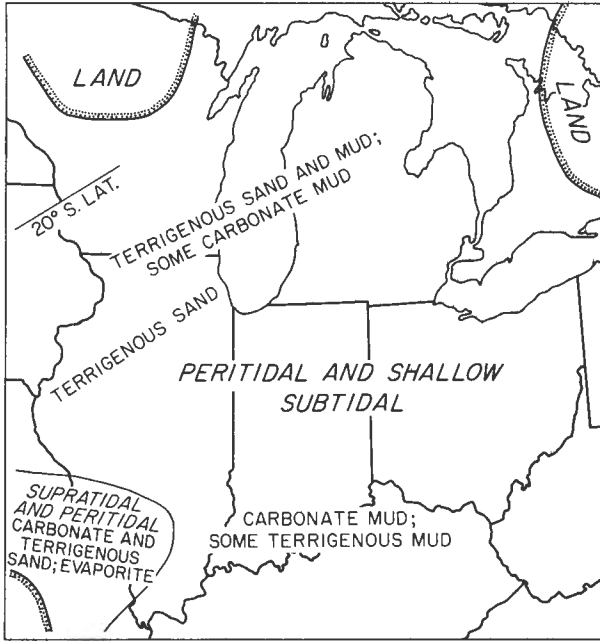 LAND
LAND
20° S. LAT.
TERRIGENOUS SAND AND MUD;
SOME CARBONATE MUD
TERRIGENOUS SAND
PERITIDAL AND SHALLOW
SUBTIDAL
SUPRATIDAL
AND PERITIDAL
CARBONATE AND
TERRIGENOUS
SAND; EVAPORITE
CARBONATE MUD;
SOME TERRIGENOUS MUD